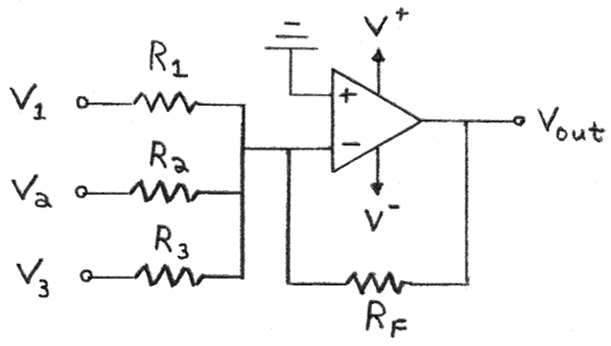 V+
R1
V1
+
-
Vout
R2
V2
V-
R3
V3
RF